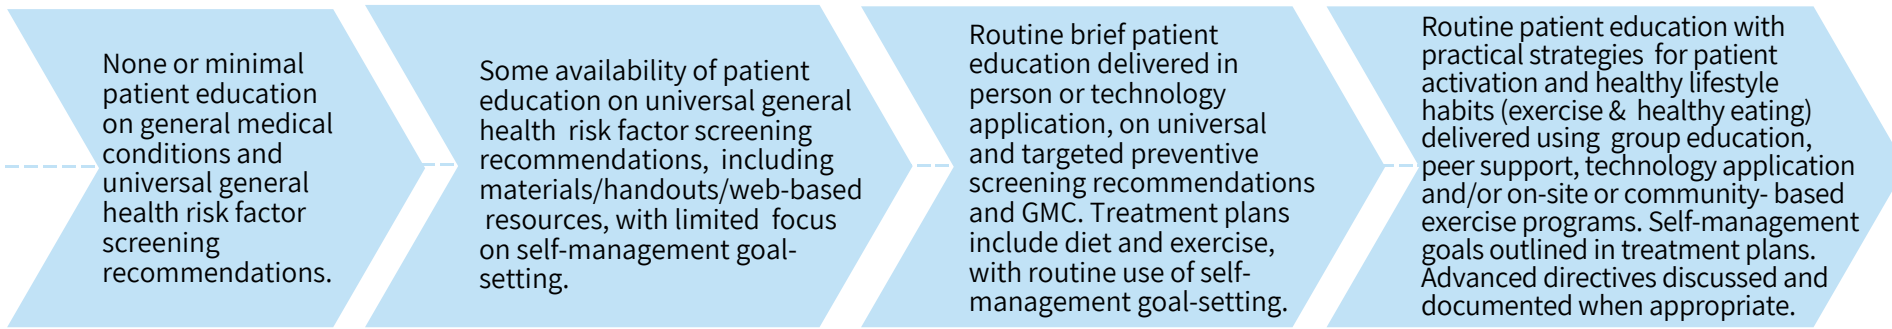 None or minimal
patient education
on general medical
conditions and
universal general
health risk factor
screening
recommendations.
Some availability of patient
education on universal general
health risk factor screening
recommendations, including
materials/handouts/web-based
resources, with limited focus
on self-management goal-
setting.
Routine brief patient
education delivered in
person or technology
application, on universal
and targeted preventive
screening recommendations
and GMC. Treatment plans
include diet and exercise,
with routine use of self-
management goal-setting.
Routine patient education with
practical strategies for patient
activation and healthy lifestyle
habits (exercise & healthy eating)
delivered using group education,
peer support, technology application
and/or on-site or community- based
exercise programs. Self-management
goals outlined in treatment plans.
Advanced directives discussed and
documented when appropriate.